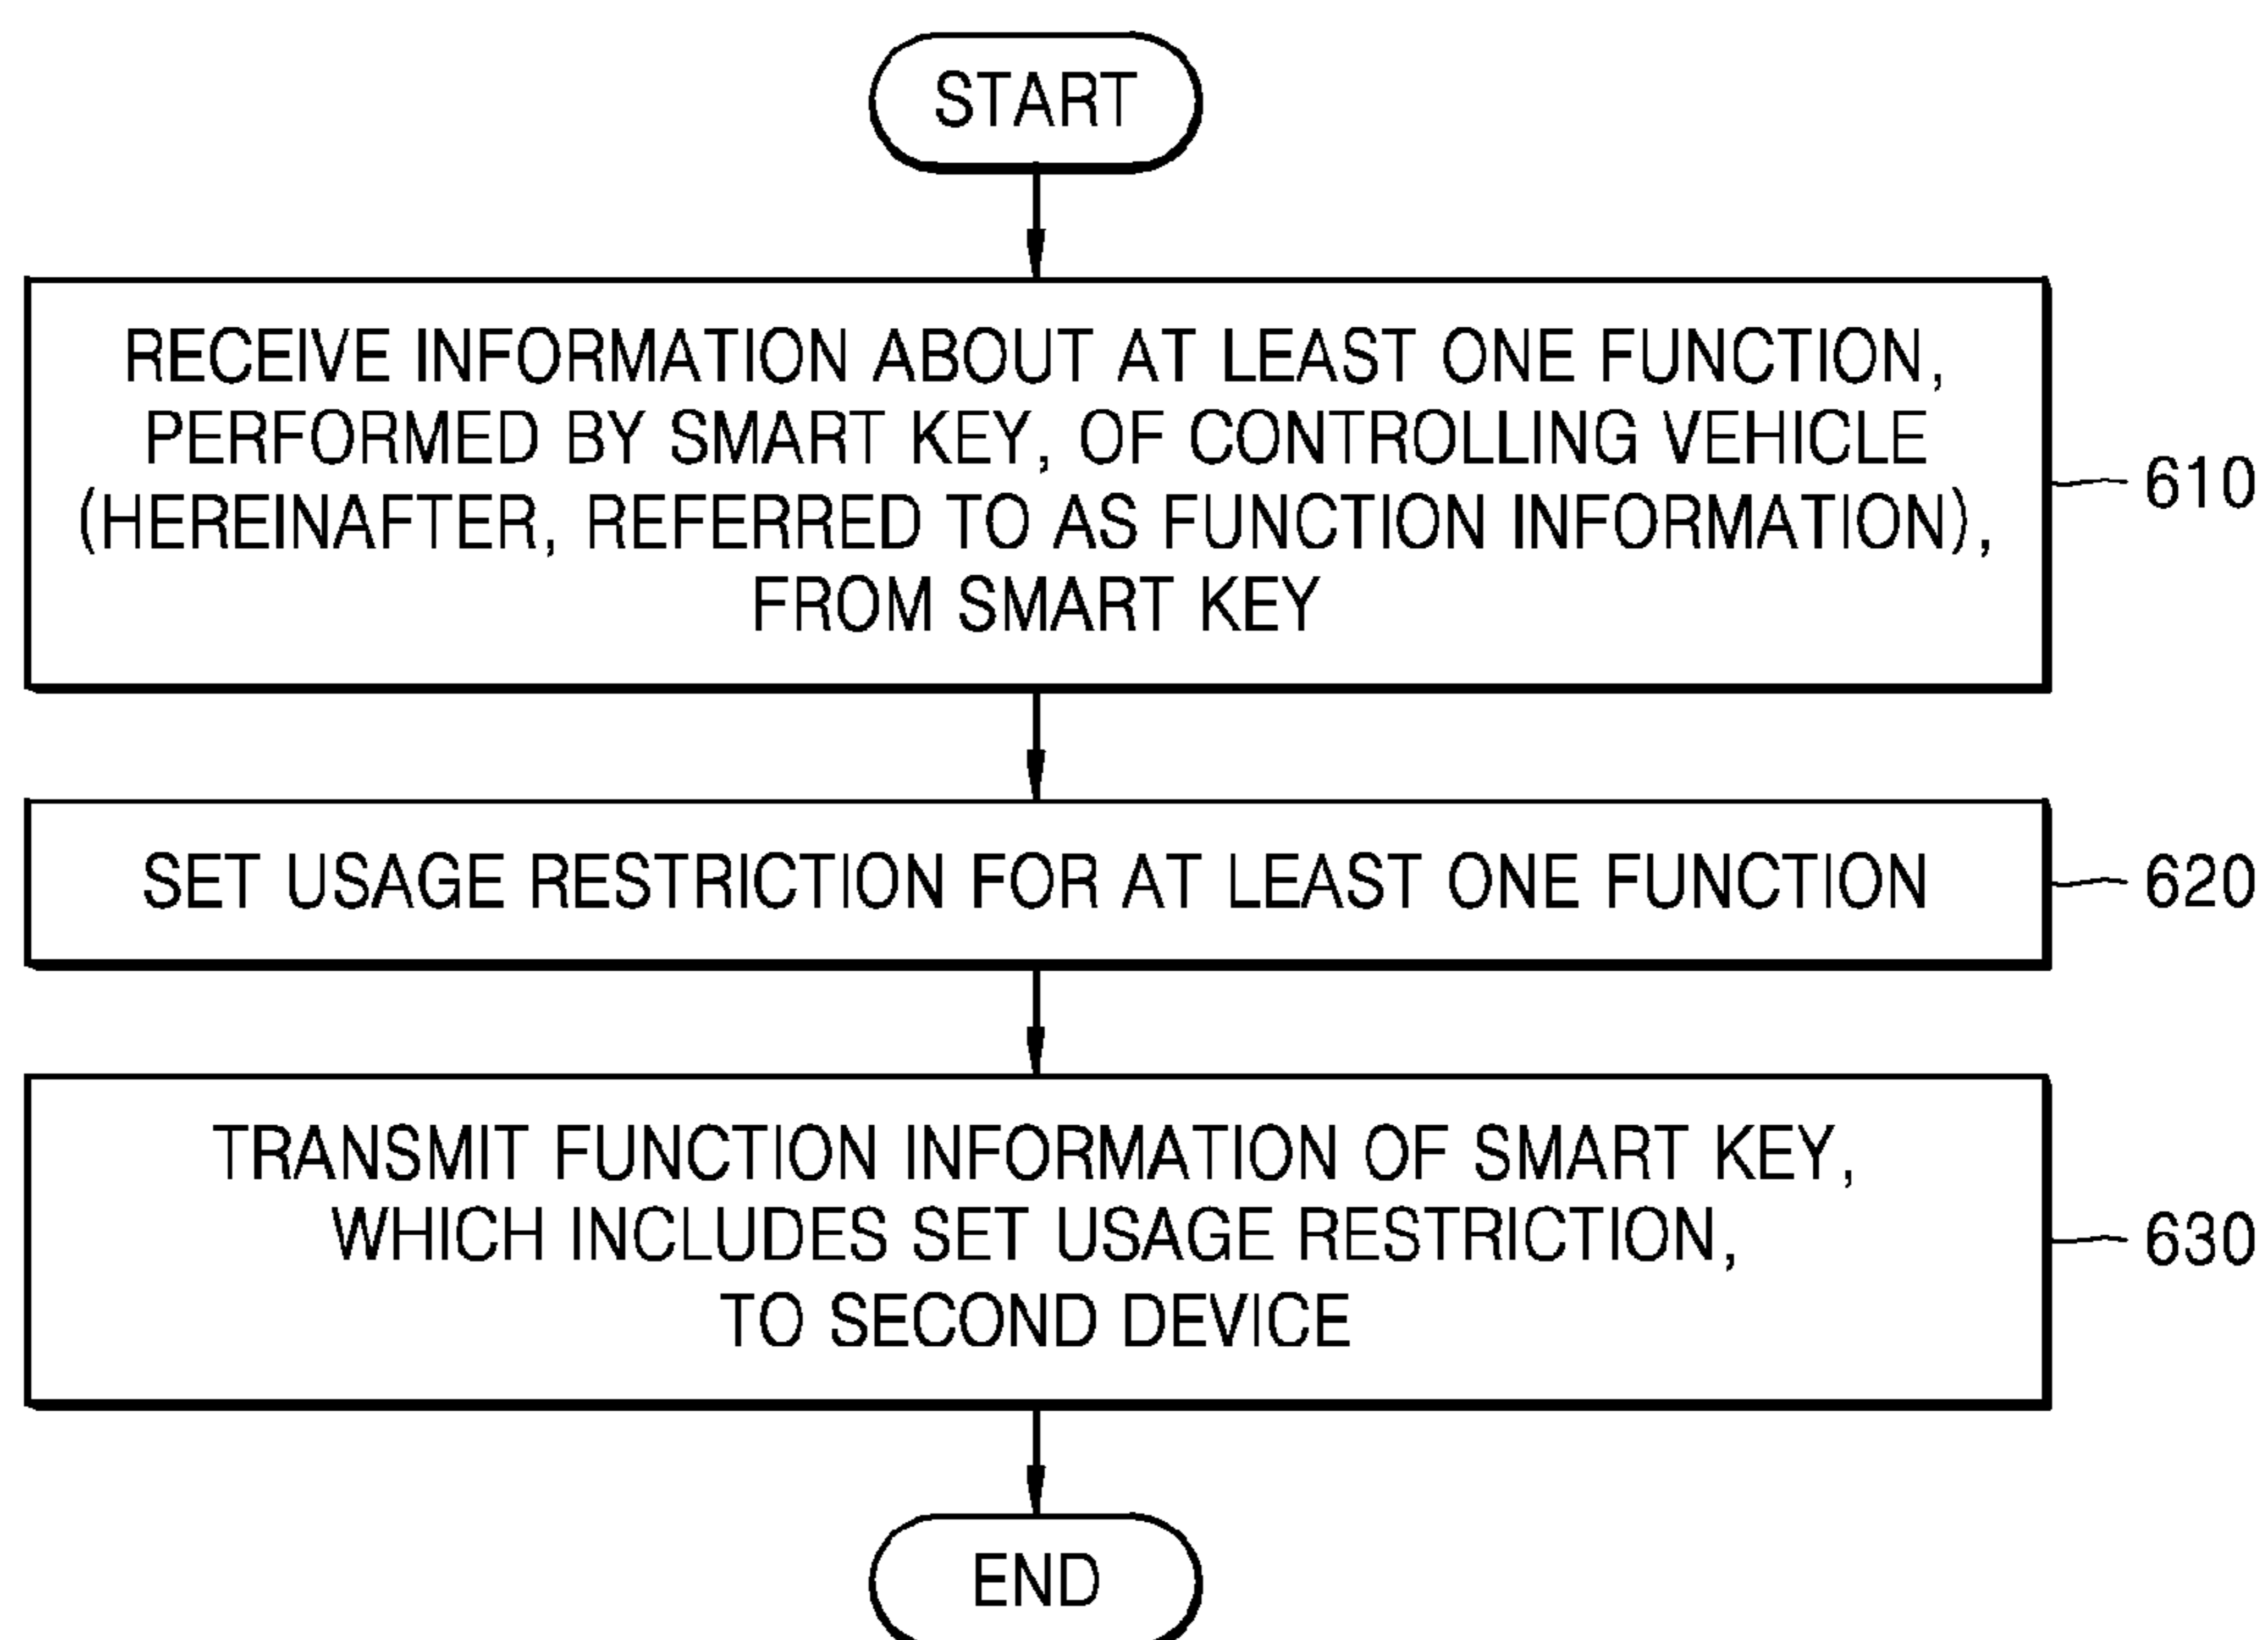 START
RECEIVE INFORMATION ABOUT AT LEAST ONE FUNCTION,
PERFORMED BY SMART KEY, OF CONTROLLING VEHICLE
(HEREINAFTER, REFERRED TO AS FUNCTION INFORMATION),
FROM SMART KEY
610
SET USAGE RESTRICTION FOR AT LEAST ONE FUNCTION
620
TRANSMIT FUNCTION INFORMATION OF SMART KEY,
WHICH INCLUDES SET USAGE RESTRICTION,
TO SECOND DEVICE
630
END